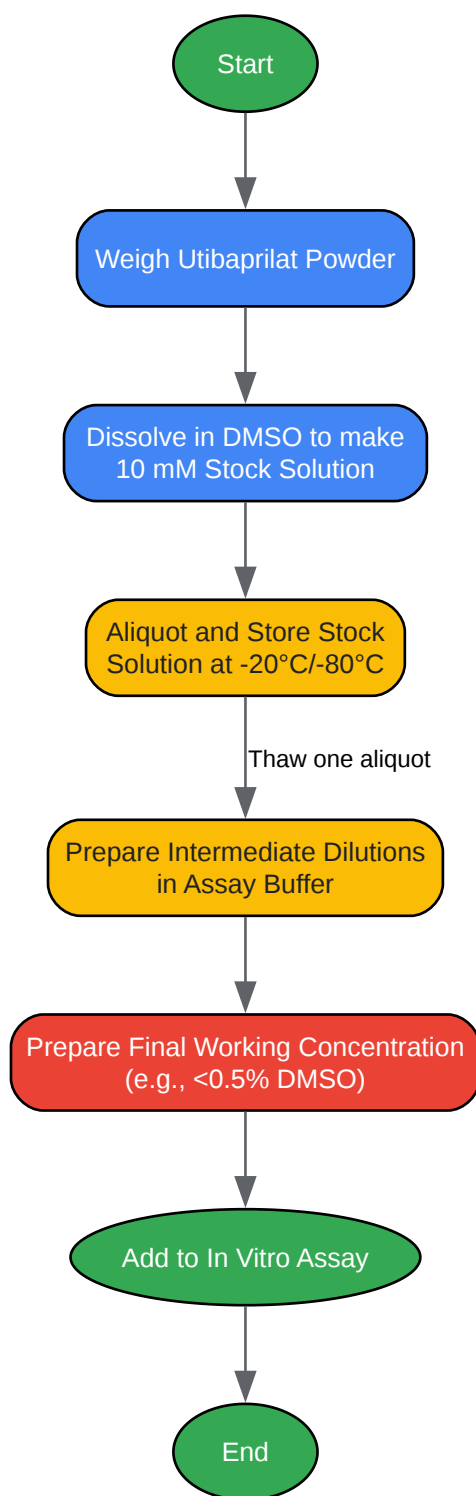 Start
Weigh Utibaprilat Powder
Dissolve in DMSO to make
10 mM Stock Solution
Aliquot and Store Stock
Solution at -20°C/-80°C
Thaw one aliquot
Prepare Intermediate Dilutions
in Assay Buffer
Prepare Final Working Concentration
(e.g., <0.5% DMSO)
Add to In Vitro Assay
End